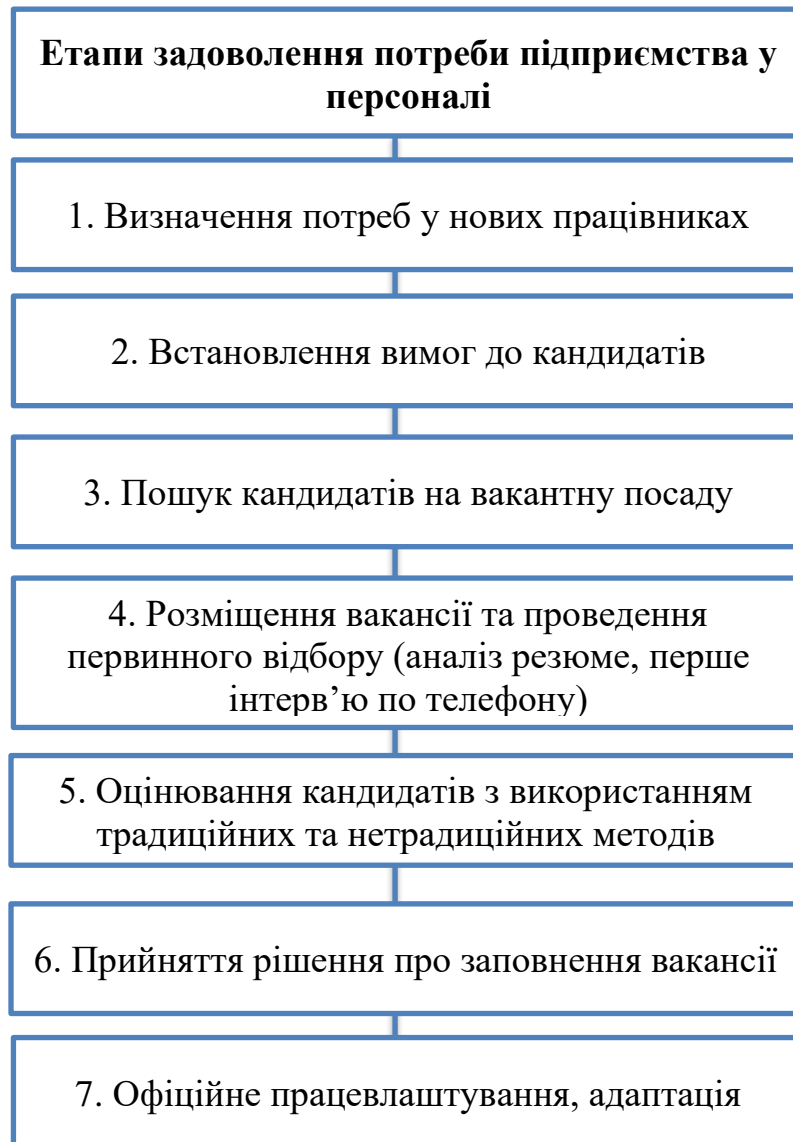 Етапи задоволення потреби підприємства у
персоналі
1. Визначення потреб у нових працівниках
2. Встановлення вимог до кандидатів
3. Пошук кандидатів на вакантну посаду
4. Розміщення вакансії та проведення
первинного відбору (аналіз резюме, перше
інтерв’ю по телефону)
5. Оцінювання кандидатів з використанням
традиційних та нетрадиційних методів
6. Прийняття рішення про заповнення вакансії
7. Офіційне працевлаштування, адаптація